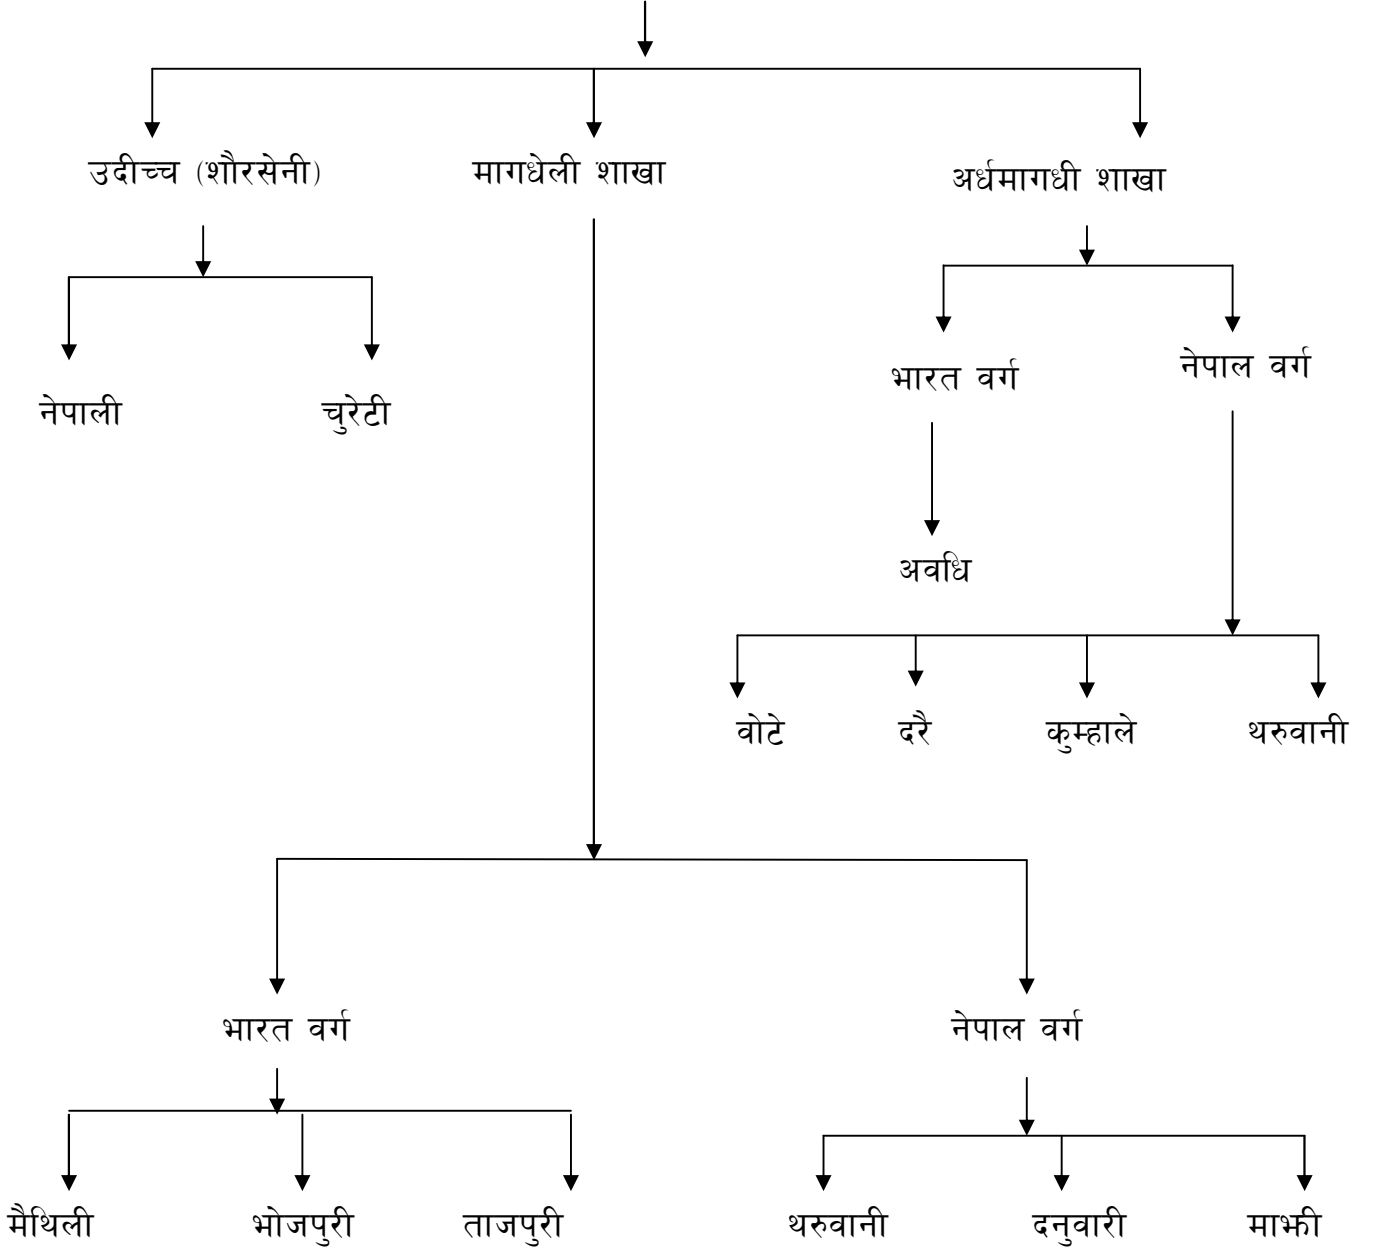 उदीच्च (शौरसेनी) मागधेली शाखा अर्धमागधी शाखा
भारत वर्ग नेपाल वर्ग
नेपाली चुरेटी
अवधि
वोटे दरै कुम्हाले थरुवानी
भारत वर्ग नेपाल वर्ग
मैथिली भोजपुरी ताजपुरी थरुवानी दनुवारी माझी